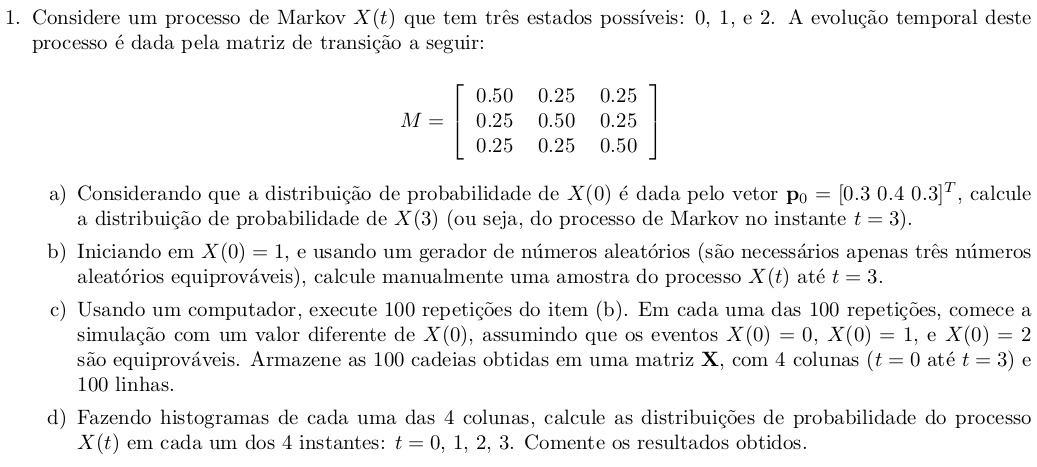 1. Considere um processo de Markov X(t) que tem três estados possíveis: 0, 1, e 2. A evolução temporal deste
processo é dada pela matriz de transição a seguir:
M = [ 0.50 0.25 0.25
0.25 0.50 0.25
0.25 0.25 0.50 ]
a) Considerando que a distribuição de probabilidade de X(0) é dada pelo vetor p₀ = [0.3 0.4 0.3]ᵀ, calcule
a distribuição de probabilidade de X(3) (ou seja, do processo de Markov no instante t = 3).
b) Iniciando em X(0) = 1, e usando um gerador de números aleatórios (são necessários apenas três números
aleatórios equiprováveis), calcule manualmente uma amostra do processo X(t) até t = 3.
c) Usando um computador, execute 100 repetições do item (b). Em cada uma das 100 repetições, comece a
simulação com um valor diferente de X(0), assumindo que os eventos X(0) = 0, X(0) = 1, e X(0) = 2
são equiprováveis. Armazene as 100 cadeias obtidas em uma matriz X, com 4 colunas (t = 0 até t = 3) e
100 linhas.
d) Fazendo histogramas de cada uma das 4 colunas, calcule as distribuições de probabilidade do processo
X(t) em cada um dos 4 instantes: t = 0, 1, 2, 3. Comente os resultados obtidos.